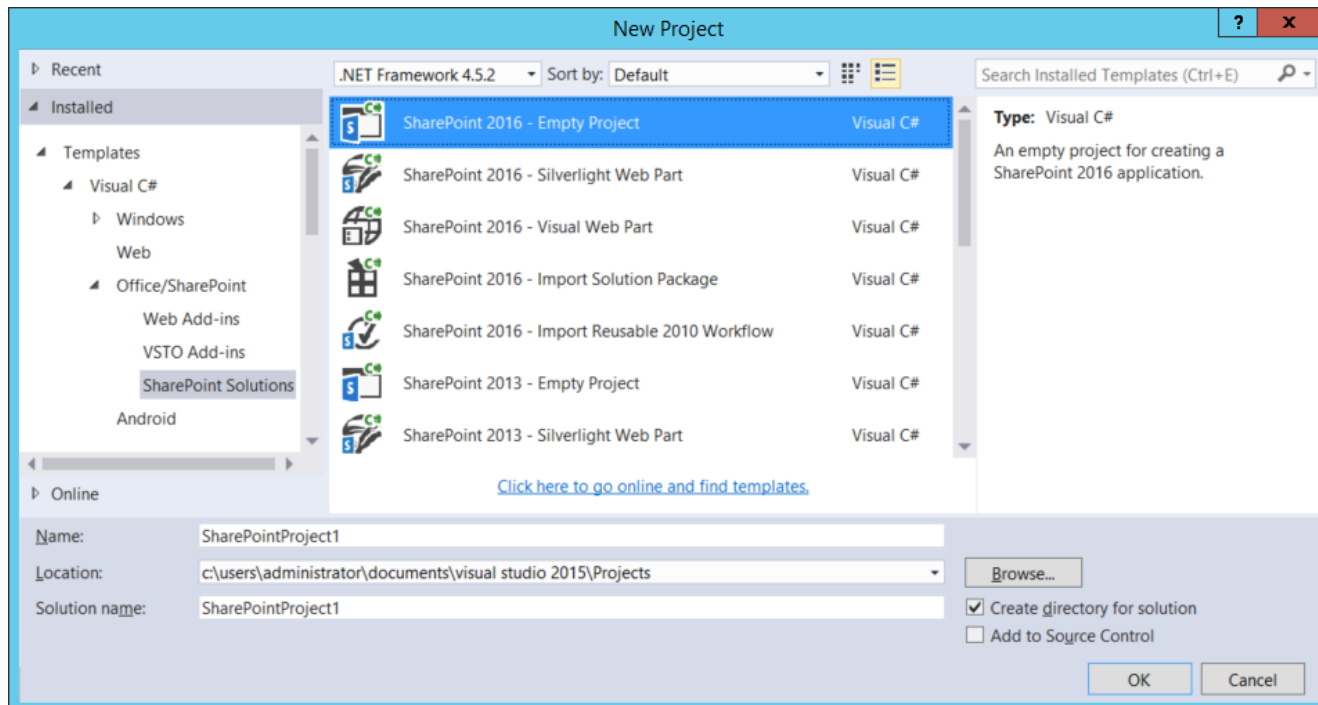 New Project
? x
Recent
.NET Framework 4.5.2 Sort by: Default
Search Installed Templates (Ctrl+E)
Installed
Templates
Visual C#
Windows
Web
Office/SharePoint
Web Add-ins
VSTO Add-ins
SharePoint Solutions
Android
Online
SharePoint 2016 - Empty Project Visual C#
SharePoint 2016 - Silverlight Web Part Visual C#
SharePoint 2016 - Visual Web Part Visual C#
SharePoint 2016 - Import Solution Package Visual C#
SharePoint 2016 - Import Reusable 2010 Workflow Visual C#
SharePoint 2013 - Empty Project Visual C#
SharePoint 2013 - Silverlight Web Part Visual C#
Click here to go online and find templates.
Type: Visual C#
An empty project for creating a
SharePoint 2016 application.
Name: SharePointProject1
Location: c:\users\administrator\documents\visual studio 2015\Projects
Browse...
Solution name: SharePointProject1
Create directory for solution
Add to Source Control
OK Cancel